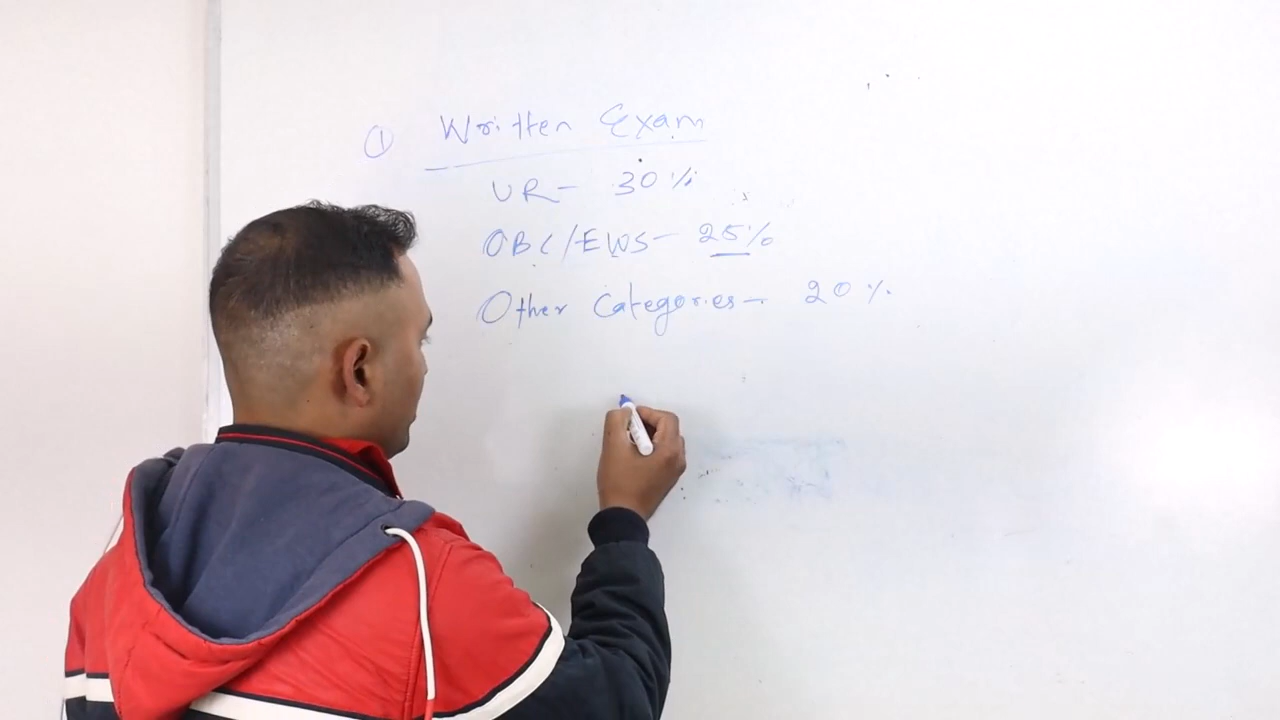 ① Written Exam
UR- 30%
OBC/EWS- 25%
Other Categories- 20%